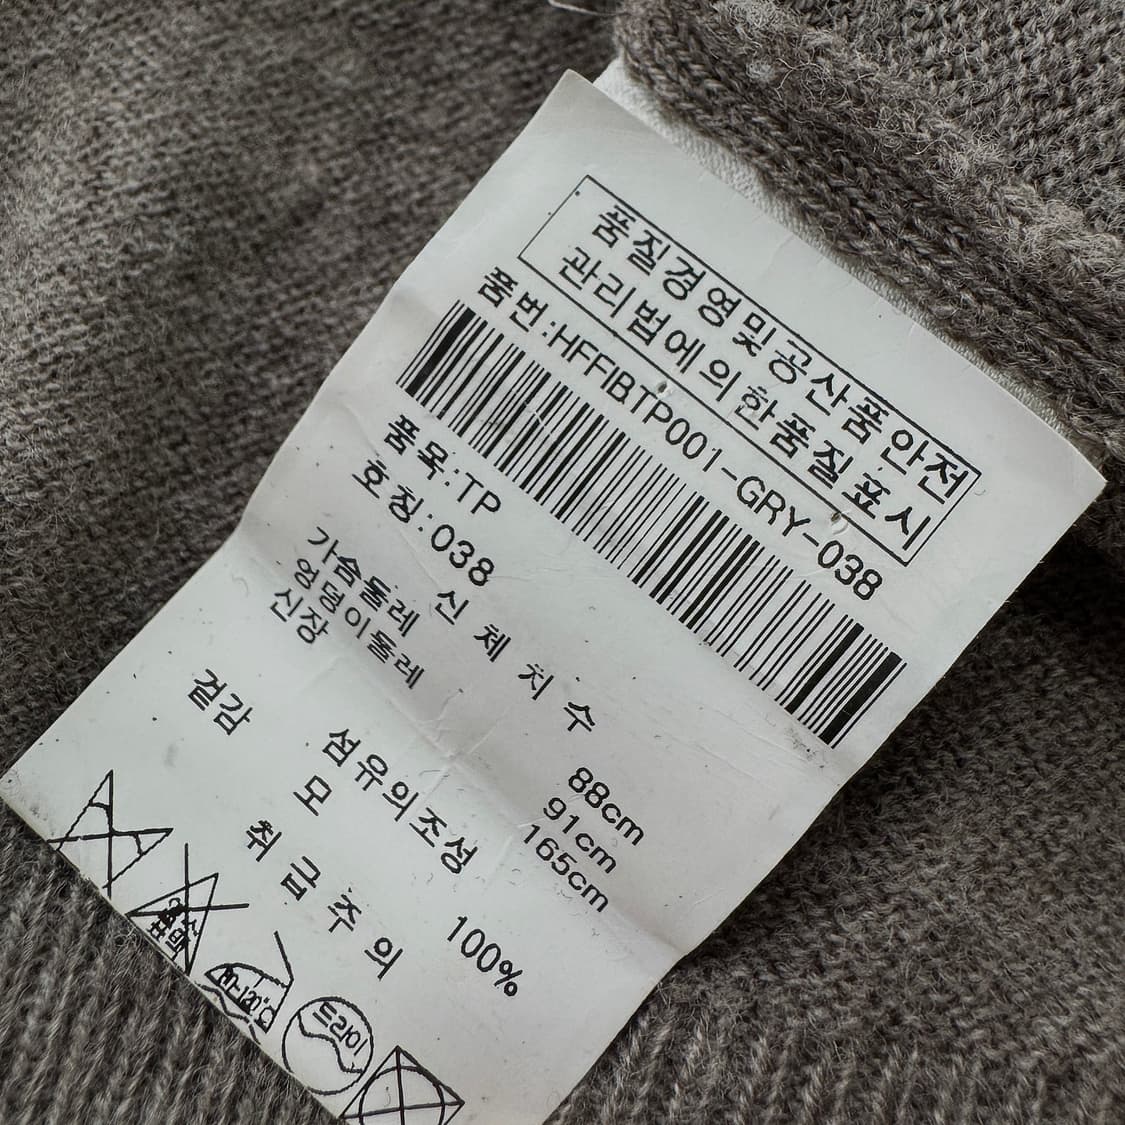 품질경영및공산품안전
관리법에의한품질표시
품번:HFFIBTP001-GRY-038
품목:TP
호칭:038
신 체 치 수
가슴둘레 88cm
엉덩이둘레 91cm
신장 165cm
섬유의조성
겉감 모 100%
취 급 주 의
드라이